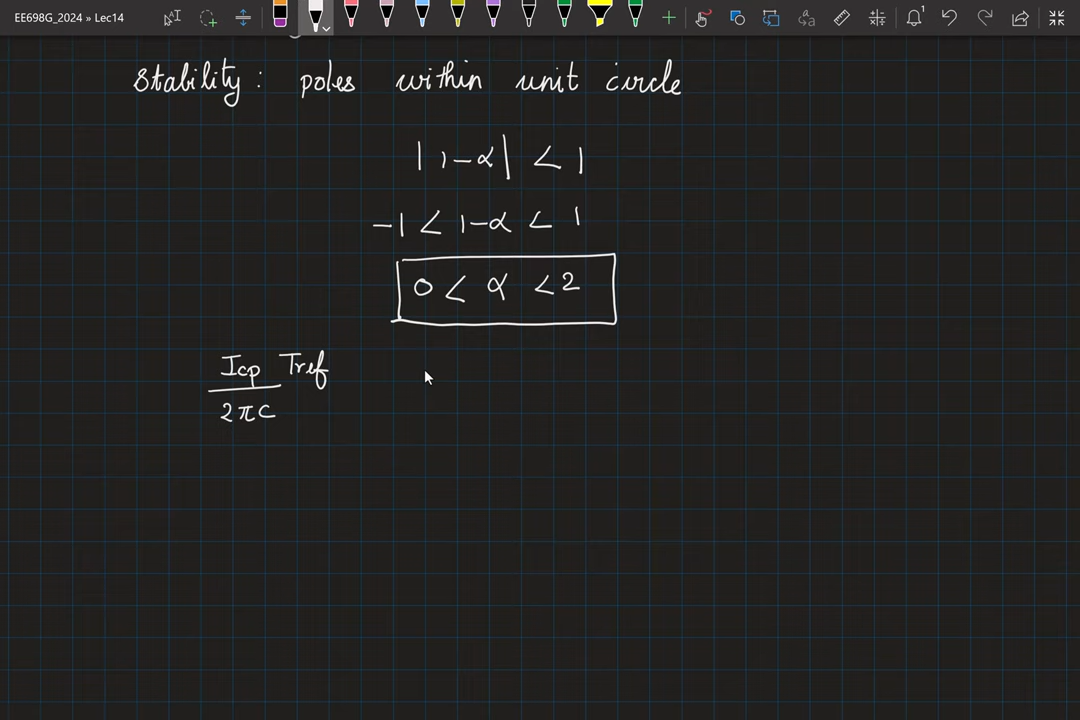 EE698G_2024 » Lec14
Stability: poles within unit circle
|1-α| < 1
-1 < 1-α < 1
0 < α < 2
Icp Tref
2πC